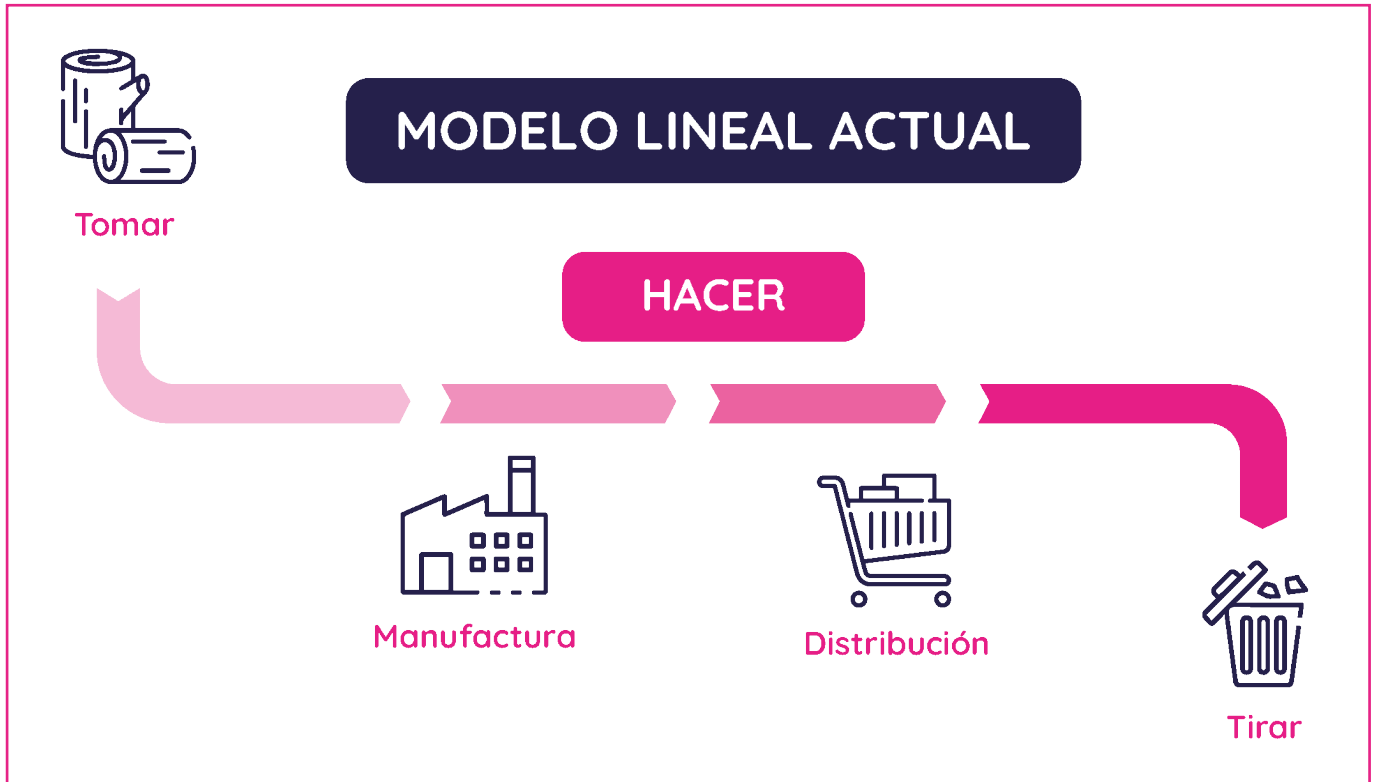 MODELO LINEAL ACTUAL
Tomar
HACER
Manufactura
Distribución
Tirar